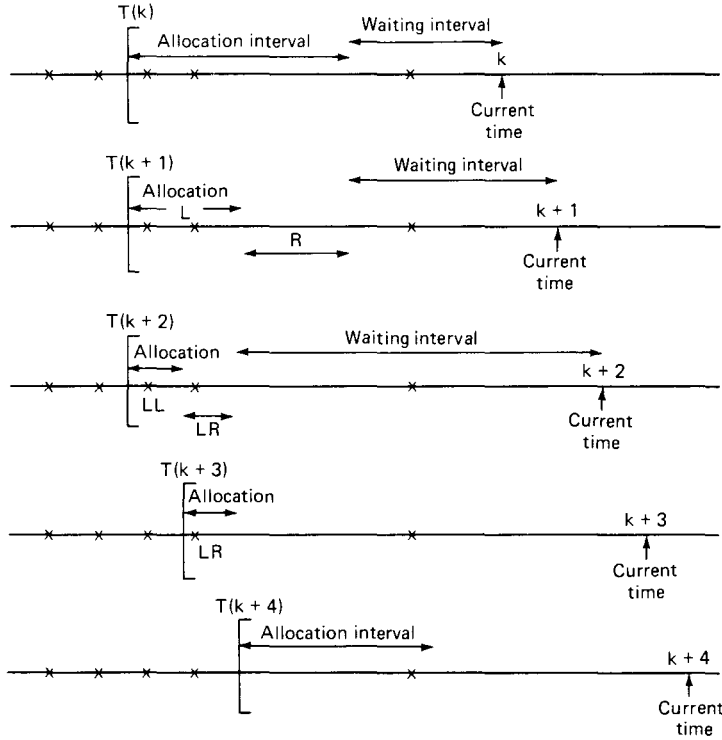 T(k)
Allocation interval
Waiting interval
k
Current
time
T(k + 1)
Allocation
L
R
Waiting interval
k + 1
Current
time
T(k + 2)
Allocation
Waiting interval
k + 2
LL
LR
Current
time
T(k + 3)
Allocation
k + 3
LR
Current
time
T(k + 4)
Allocation interval
k + 4
Current
time